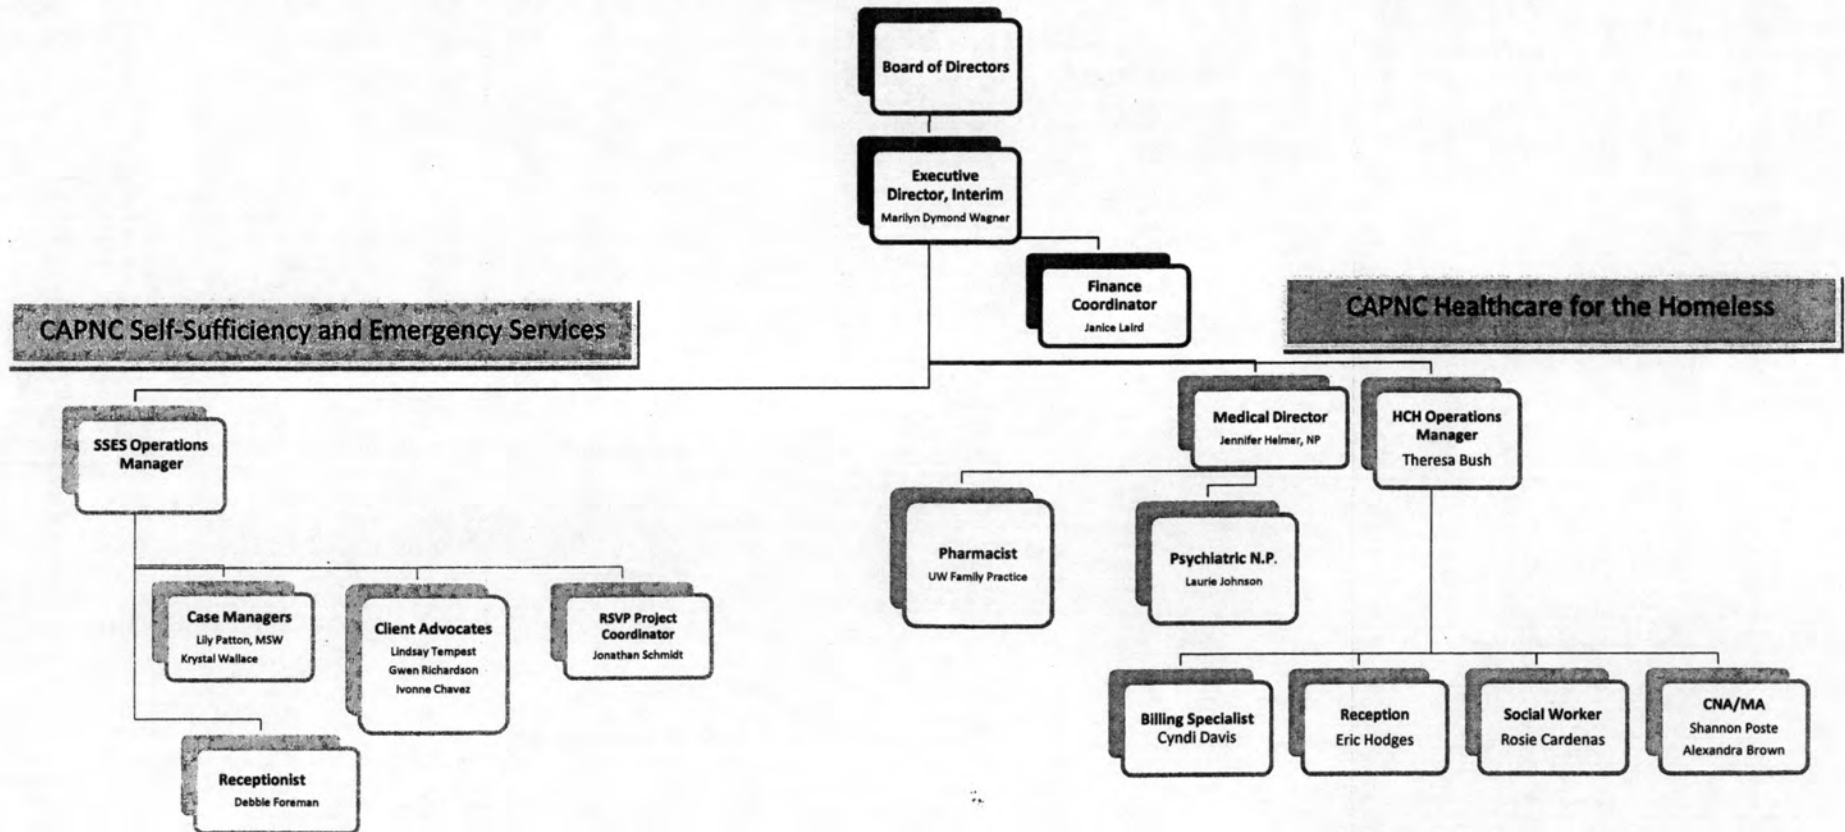 Board of Directors
Executive
Director, Interim
Marilyn Dymond Wagner
Finance
Coordinator
Janice Laird
CAPNC Self-Sufficiency and Emergency Services
CAPNC Healthcare for the Homeless
SSES Operations
Manager
Medical Director
Jennifer Helmer, NP
HCH Operations
Manager
Theresa Bush
Pharmacist
UW Family Practice
Psychiatric N.P.
Laurie Johnson
Case Managers
Lily Patton, MSW
Krystal Wallace
Client Advocates
Lindsay Tempest
Gwen Richardson
Ivonne Chavez
RSVP Project
Coordinator
Jonathan Schmidt
Receptionist
Debbie Foreman
Billing Specialist
Cyndi Davis
Reception
Eric Hodges
Social Worker
Rosie Cardenas
CNA/MA
Shannon Poste
Alexandra Brown